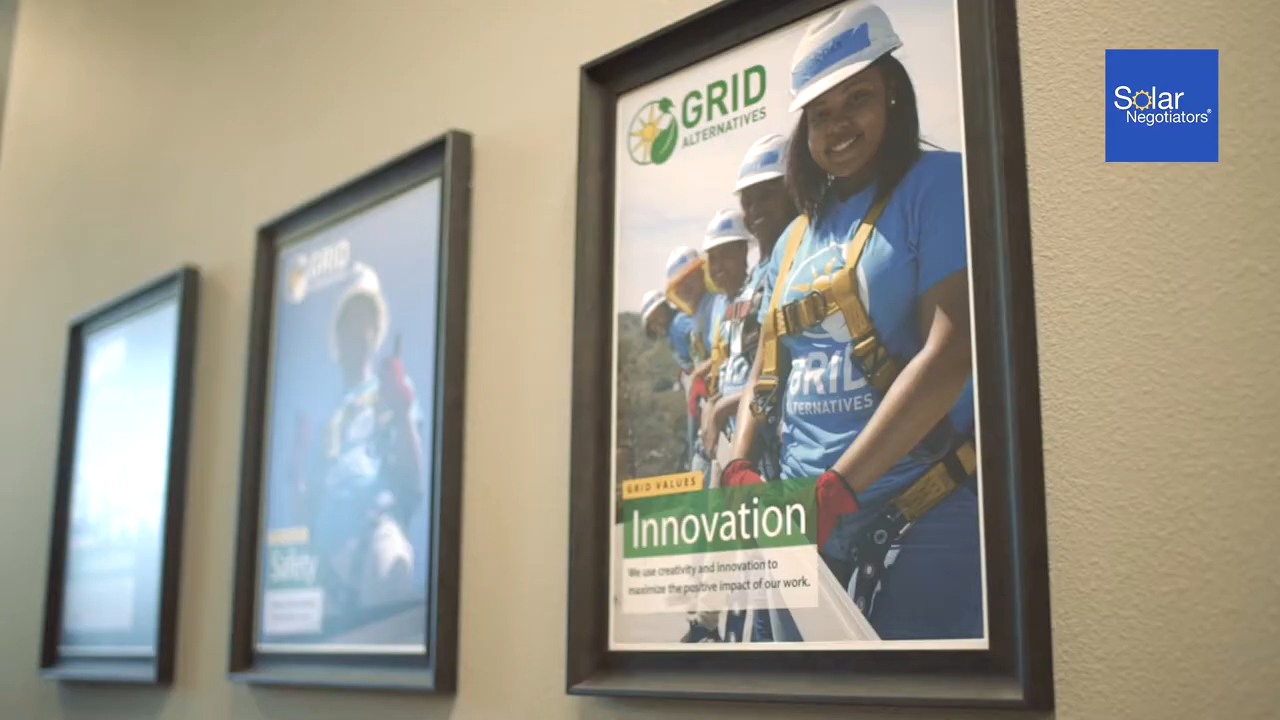 GRID
Safety
GRID
ALTERNATIVES
GRID
ALTERNATIVES
GRID VALUES
Innovation
We use creativity and innovation to
maximize the positive impact of our work.
Solar
Negotiators®